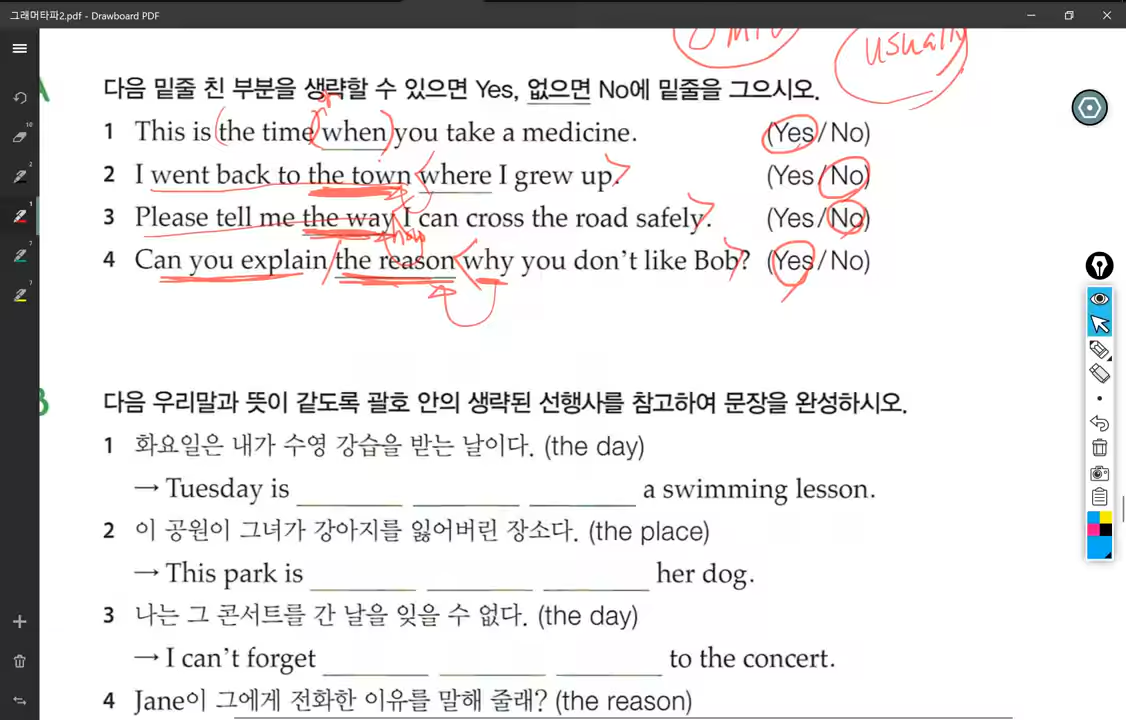 그래머타파2.pdf - Drawboard PDF
usually
다음 밑줄 친 부분을 생략할 수 있으면 Yes, 없으면 No에 밑줄을 그으시오.
1 This is the time when you take a medicine. (Yes/No)
2 I went back to the town where I grew up. (Yes/No)
3 Please tell me the way I can cross the road safely. (Yes/No)
how
4 Can you explain the reason why you don't like Bob? (Yes/No)
다음 우리말과 뜻이 같도록 괄호 안의 생략된 선행사를 참고하여 문장을 완성하시오.
1 화요일은 내가 수영 강습을 받는 날이다. (the day)
→ Tuesday is ______ ______ ______ a swimming lesson.
2 이 공원이 그녀가 강아지를 잃어버린 장소다. (the place)
→ This park is ______ ______ ______ her dog.
3 나는 그 콘서트를 간 날을 잊을 수 없다. (the day)
→ I can't forget ______ ______ ______ to the concert.
4 Jane이 그에게 전화한 이유를 말해 줄래? (the reason)